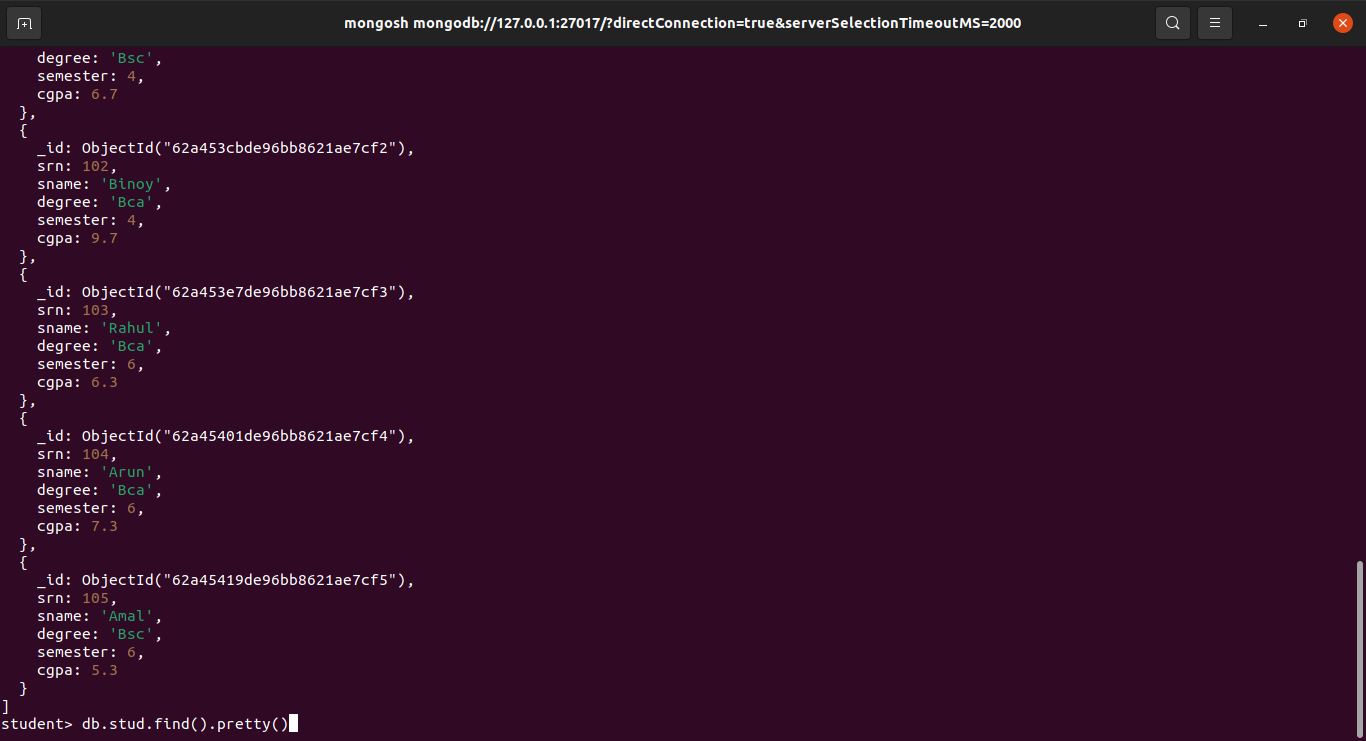 mongosh mongodb://127.0.0.1:27017/?directConnection=true&serverSelectionTimeoutMS=2000
    degree: 'Bsc',
    semester: 4,
    cgpa: 6.7
  },
  {
    _id: ObjectId("62a453cbde96bb8621ae7cf2"),
    srn: 102,
    sname: 'Binoy',
    degree: 'Bca',
    semester: 4,
    cgpa: 9.7
  },
  {
    _id: ObjectId("62a453e7de96bb8621ae7cf3"),
    srn: 103,
    sname: 'Rahul',
    degree: 'Bca',
    semester: 6,
    cgpa: 6.3
  },
  {
    _id: ObjectId("62a45401de96bb8621ae7cf4"),
    srn: 104,
    sname: 'Arun',
    degree: 'Bca',
    semester: 6,
    cgpa: 7.3
  },
  {
    _id: ObjectId("62a45419de96bb8621ae7cf5"),
    srn: 105,
    sname: 'Amal',
    degree: 'Bsc',
    semester: 6,
    cgpa: 5.3
  }
]
student> db.stud.find().pretty()